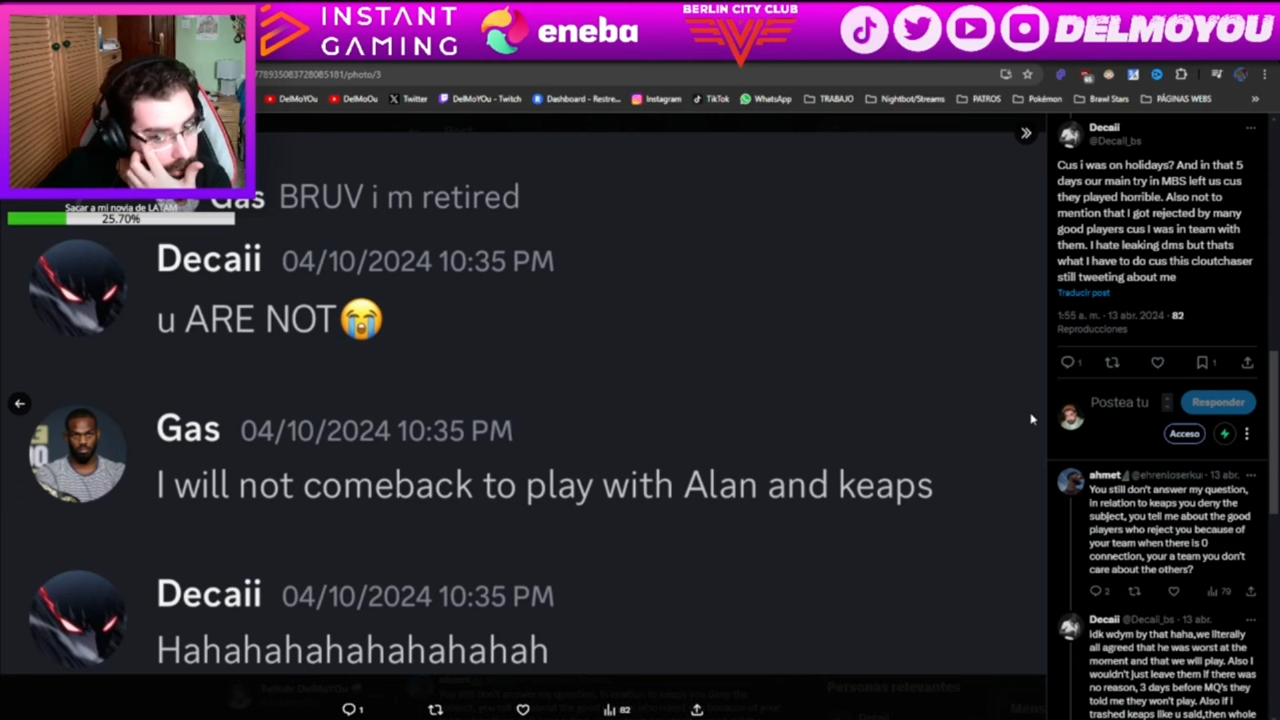 INSTANT
GAMING
eneba
BERLIN CITY CLUB
DELMOYOU
78935083728085181/photo/3
DelMoYOu
DelMoOu
Twitter
DelMoYOu - Twitch
Dashboard - Restre...
Instagram
TikTok
WhatsApp
TRABAJO
Nightbot/Streams
PATROS
Pokémon
Brawl Stars
PÁGINAS WEBS
Sacar a mi novia de LATAM
25.70%
Gas BRUV i m retired
Decaii 04/10/2024 10:35 PM
u ARE NOT😭
Gas 04/10/2024 10:35 PM
I will not comeback to play with Alan and keaps
Decaii 04/10/2024 10:35 PM
Hahahahahahahahahah
1
82
Decaii
@Decaii_bs
Cus i was on holidays? And in that 5
days our main try in MBS left us cus
they played horrible. Also not to
mention that I got rejected by many
good players cus I was in team with
them. I hate leaking dms but thats
what I have to do cus this cloutchaser
still tweeting about me
Traducir post
1:55 a. m. · 13 abr. 2024 · 82
Reproducciones
1
1
Postea tu
Responder
Acceso
ahmet @ehrenloserku · 13 abr.
You still don't answer my question,
in relation to keaps you deny the
subject, you tell me about the good
players who reject you because of
your team when there is 0
connection, your a team you don't
care about the others?
2
79
Decaii @Decaii_bs · 13 abr.
Idk wdym by that haha,we literally
all agreed that he was worst at the
moment and that we will play. Also I
wouldn't just leave them if there was
no reason, 3 days before MQ's they
told me they won't play. Also if I
trashed keaps like u said,then whole
Personas relevantes